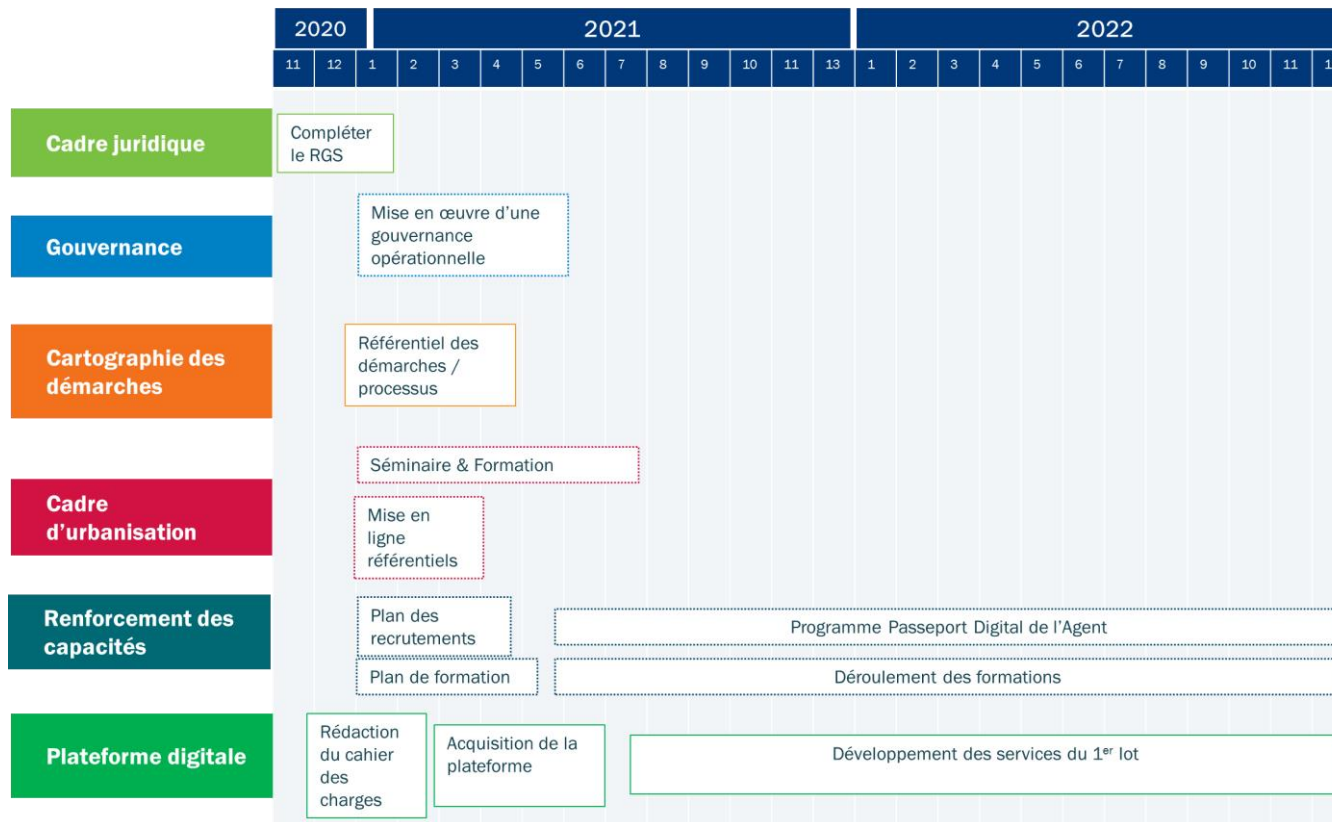 2020 2021 2022
11 12 1 2 3 4 5 6 7 8 9 10 11 13 1 2 3 4 5 6 7 8 9 10 11 1
Cadre juridique
Compléter
le RGS
Gouvernance
Mise en œuvre d’une
gouvernance
opérationnelle
Cartographie des
démarches
Référentiel des
démarches /
processus
Séminaire & Formation
Cadre
d’urbanisation
Mise en
ligne
référentiels
Renforcement des
capacités
Plan des
recrutements
Programme Passeport Digital de l’Agent
Plan de formation
Déroulement des formations
Plateforme digitale
Rédaction
du cahier
des
charges
Acquisition de la
plateforme
Développement des services du 1er lot